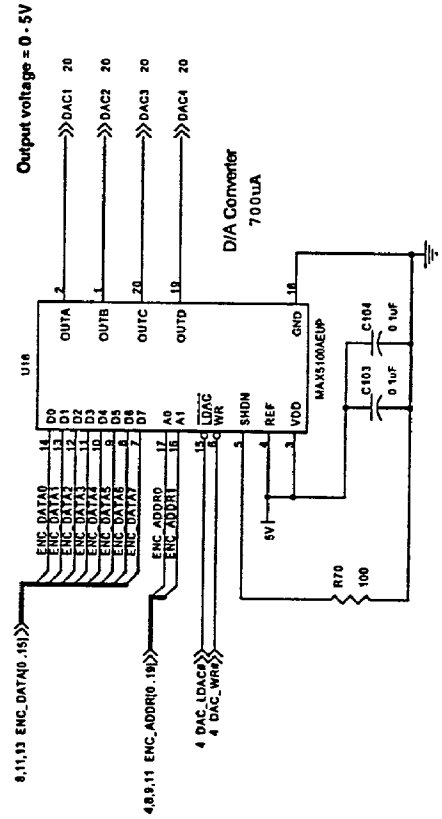 Output voltage = 0 - 5V
8,11,13 ENC_DATA[0..15]
ENC_DATA0 14 D0
ENC_DATA1 13 D1
ENC_DATA2 12 D2
ENC_DATA3 11 D3
ENC_DATA4 10 D4
ENC_DATA5 9 D5
ENC_DATA6 8 D6
ENC_DATA7 7 D7
4,8,9,11 ENC_ADDR[0..19]
ENC_ADDR0 17 A0
ENC_ADDR1 16 A1
4 DAC_LDAC# 15 LDAC
4 DAC_WR# 6 WR
5 SHDN
5V 4 REF
3 VDD
U16
OUTA 2 DAC1 20
OUTB 1 DAC2 20
OUTC 20 DAC3 20
OUTD 19 DAC4 20
GND 18
MAX5100AEUP
D/A Converter
700uA
R70
100
C103
0.1uF
C104
0.1uF